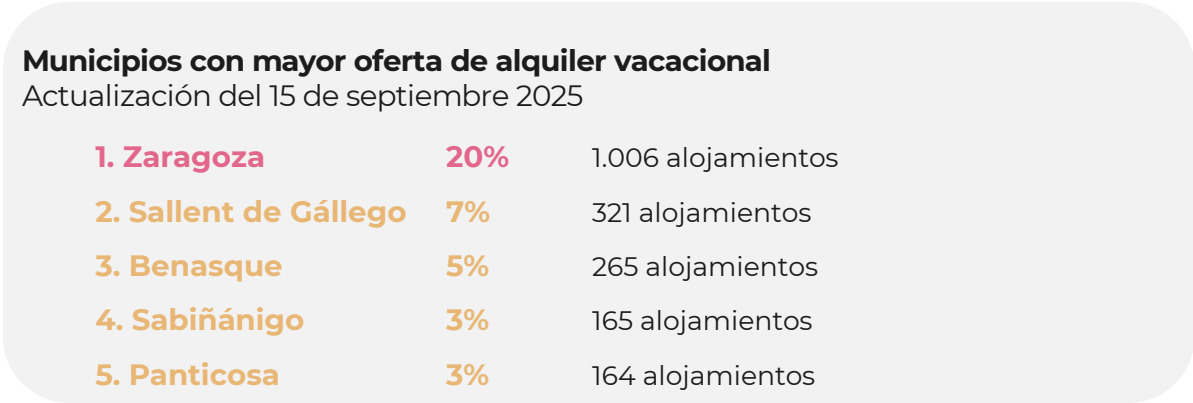 Municipios con mayor oferta de alquiler vacacional
Actualización del 15 de septiembre 2025
1. Zaragoza 20% 1.006 alojamientos
2. Sallent de Gállego 7% 321 alojamientos
3. Benasque 5% 265 alojamientos
4. Sabiñánigo 3% 165 alojamientos
5. Panticosa 3% 164 alojamientos